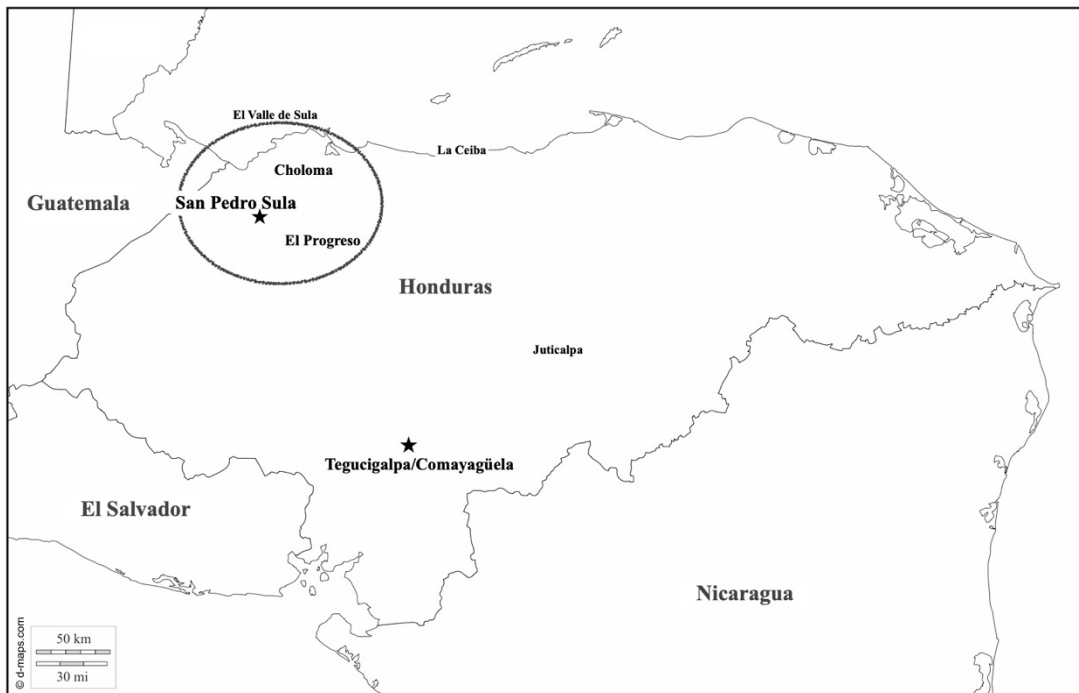 El Valle de Sula
La Ceiba
Choloma
Guatemala
San Pedro Sula
El Progreso
Honduras
Juticalpa
Tegucigalpa/Comayagüela
El Salvador
Nicaragua
50 km
30 mi
© d-maps.com